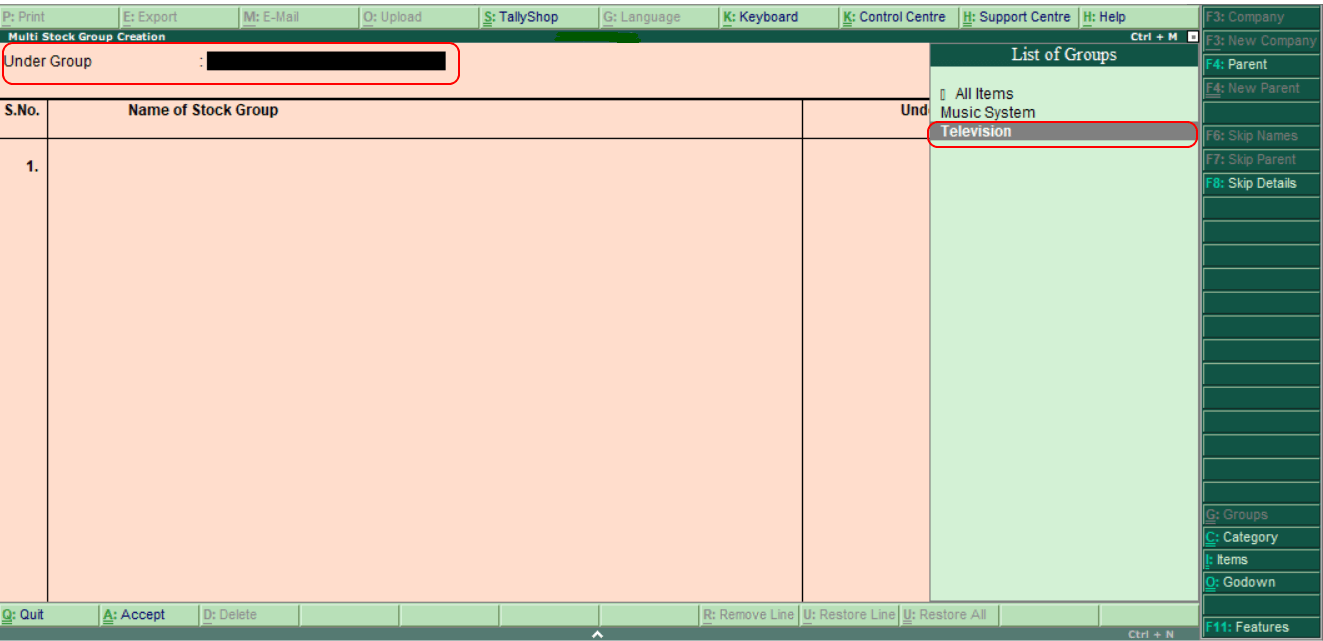 P: Print E: Export M: E-Mail O: Upload S: TallyShop G: Language K: Keyboard K: Control Centre H: Support Centre H: Help F3: Company
Multi Stock Group Creation Ctrl + M F3: New Company
Under Group : List of Groups F4: Parent
F4: New Parent
All Items
S.No. Name of Stock Group Und Music System
Television F6: Skip Names
F7: Skip Parent
1.
F8: Skip Details
G: Groups
C: Category
I: Items
O: Godown
Q: Quit A: Accept D: Delete R: Remove Line U: Restore Line U: Restore All
F11: Features
Ctrl + N